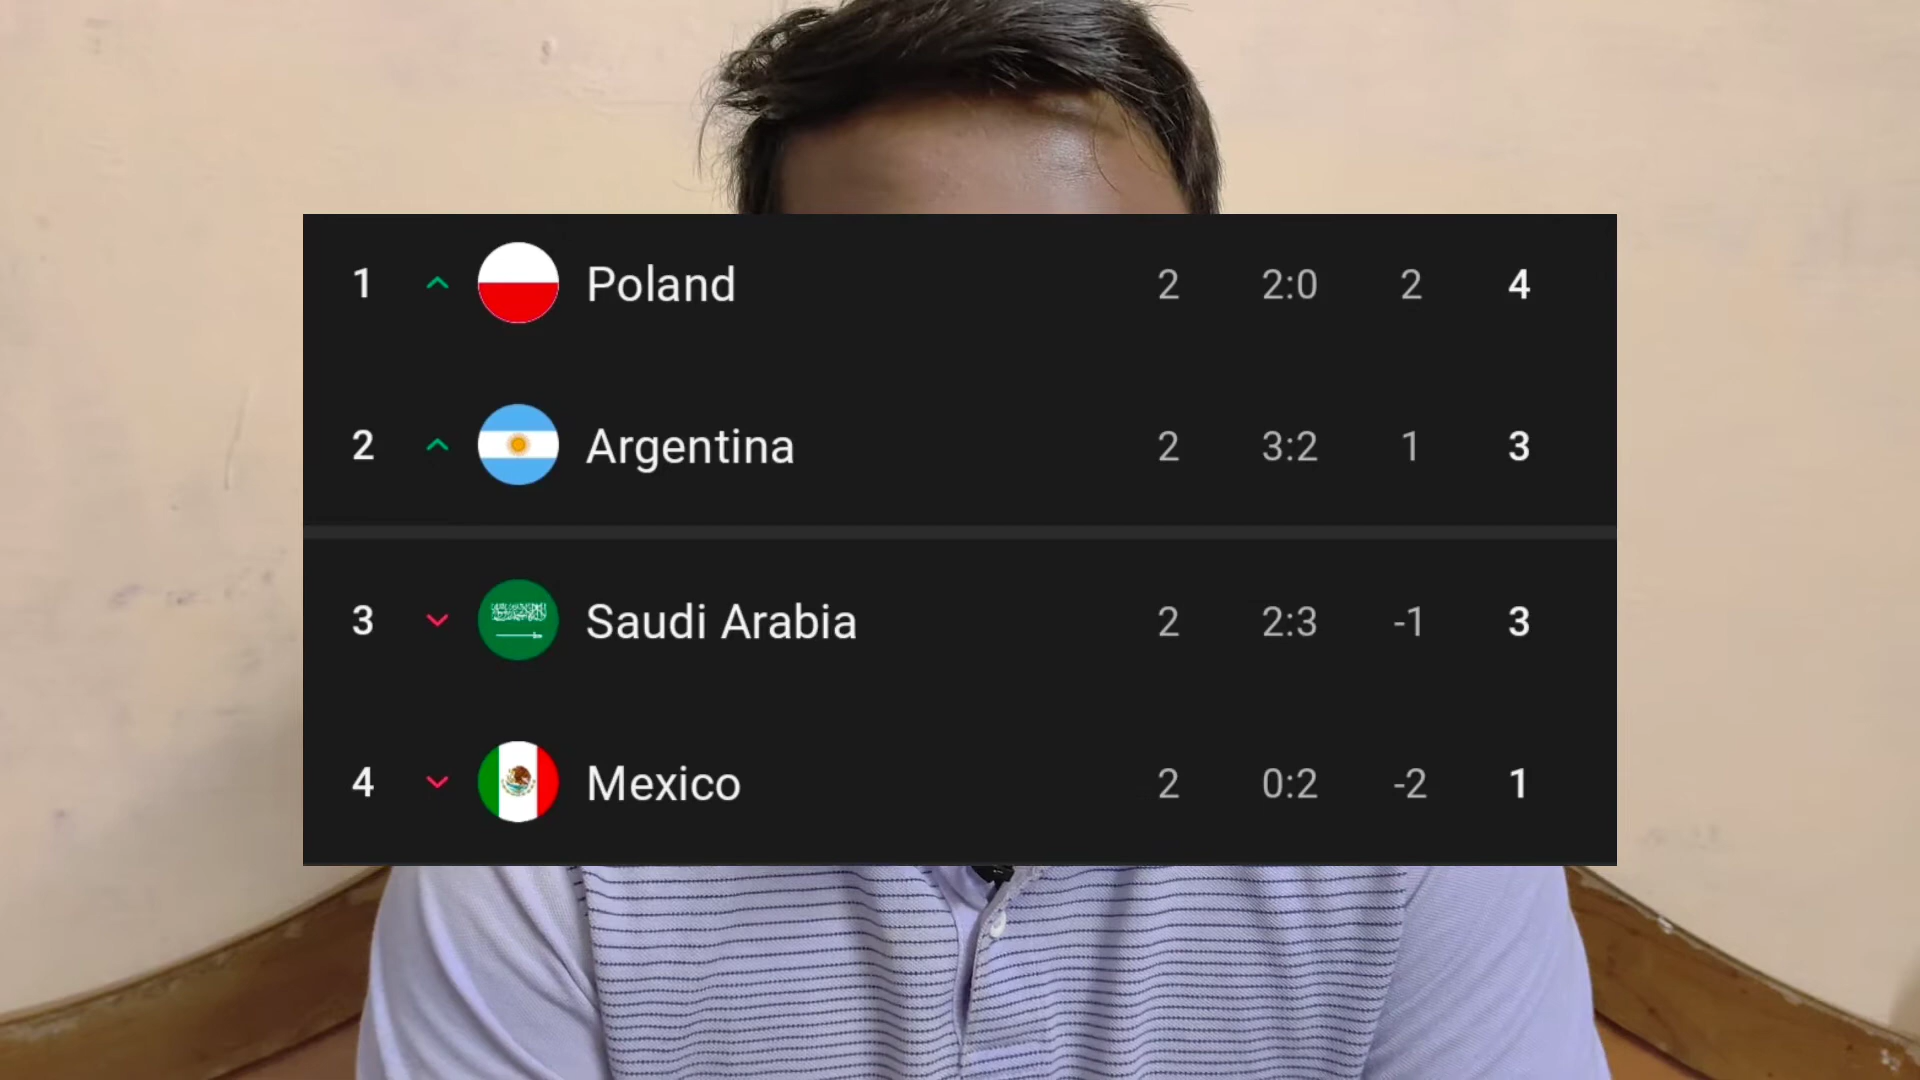 1 Poland 2 2:0 2 4
2 Argentina 2 3:2 1 3
3 Saudi Arabia 2 2:3 -1 3
4 Mexico 2 0:2 -2 1